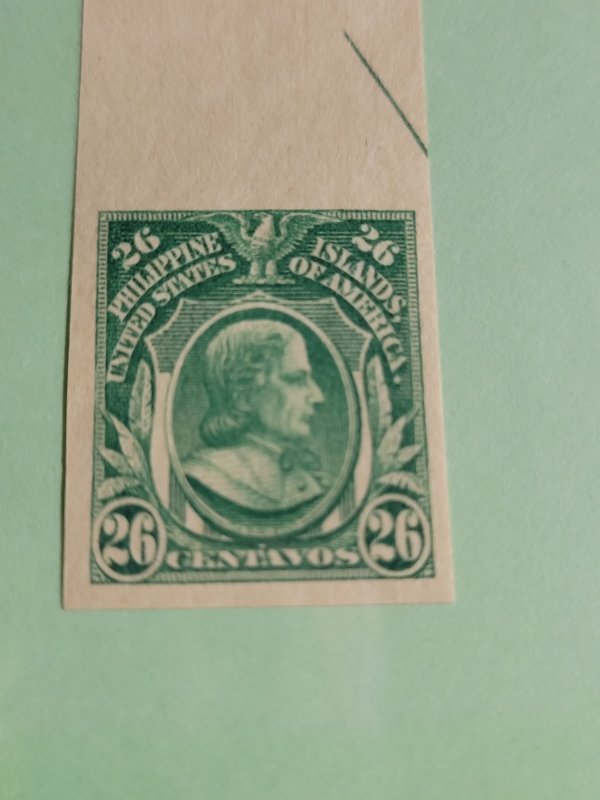 26 26
PHILIPPINE ISLANDS,
UNITED STATES OF AMERICA.
26 CENTAVOS 26